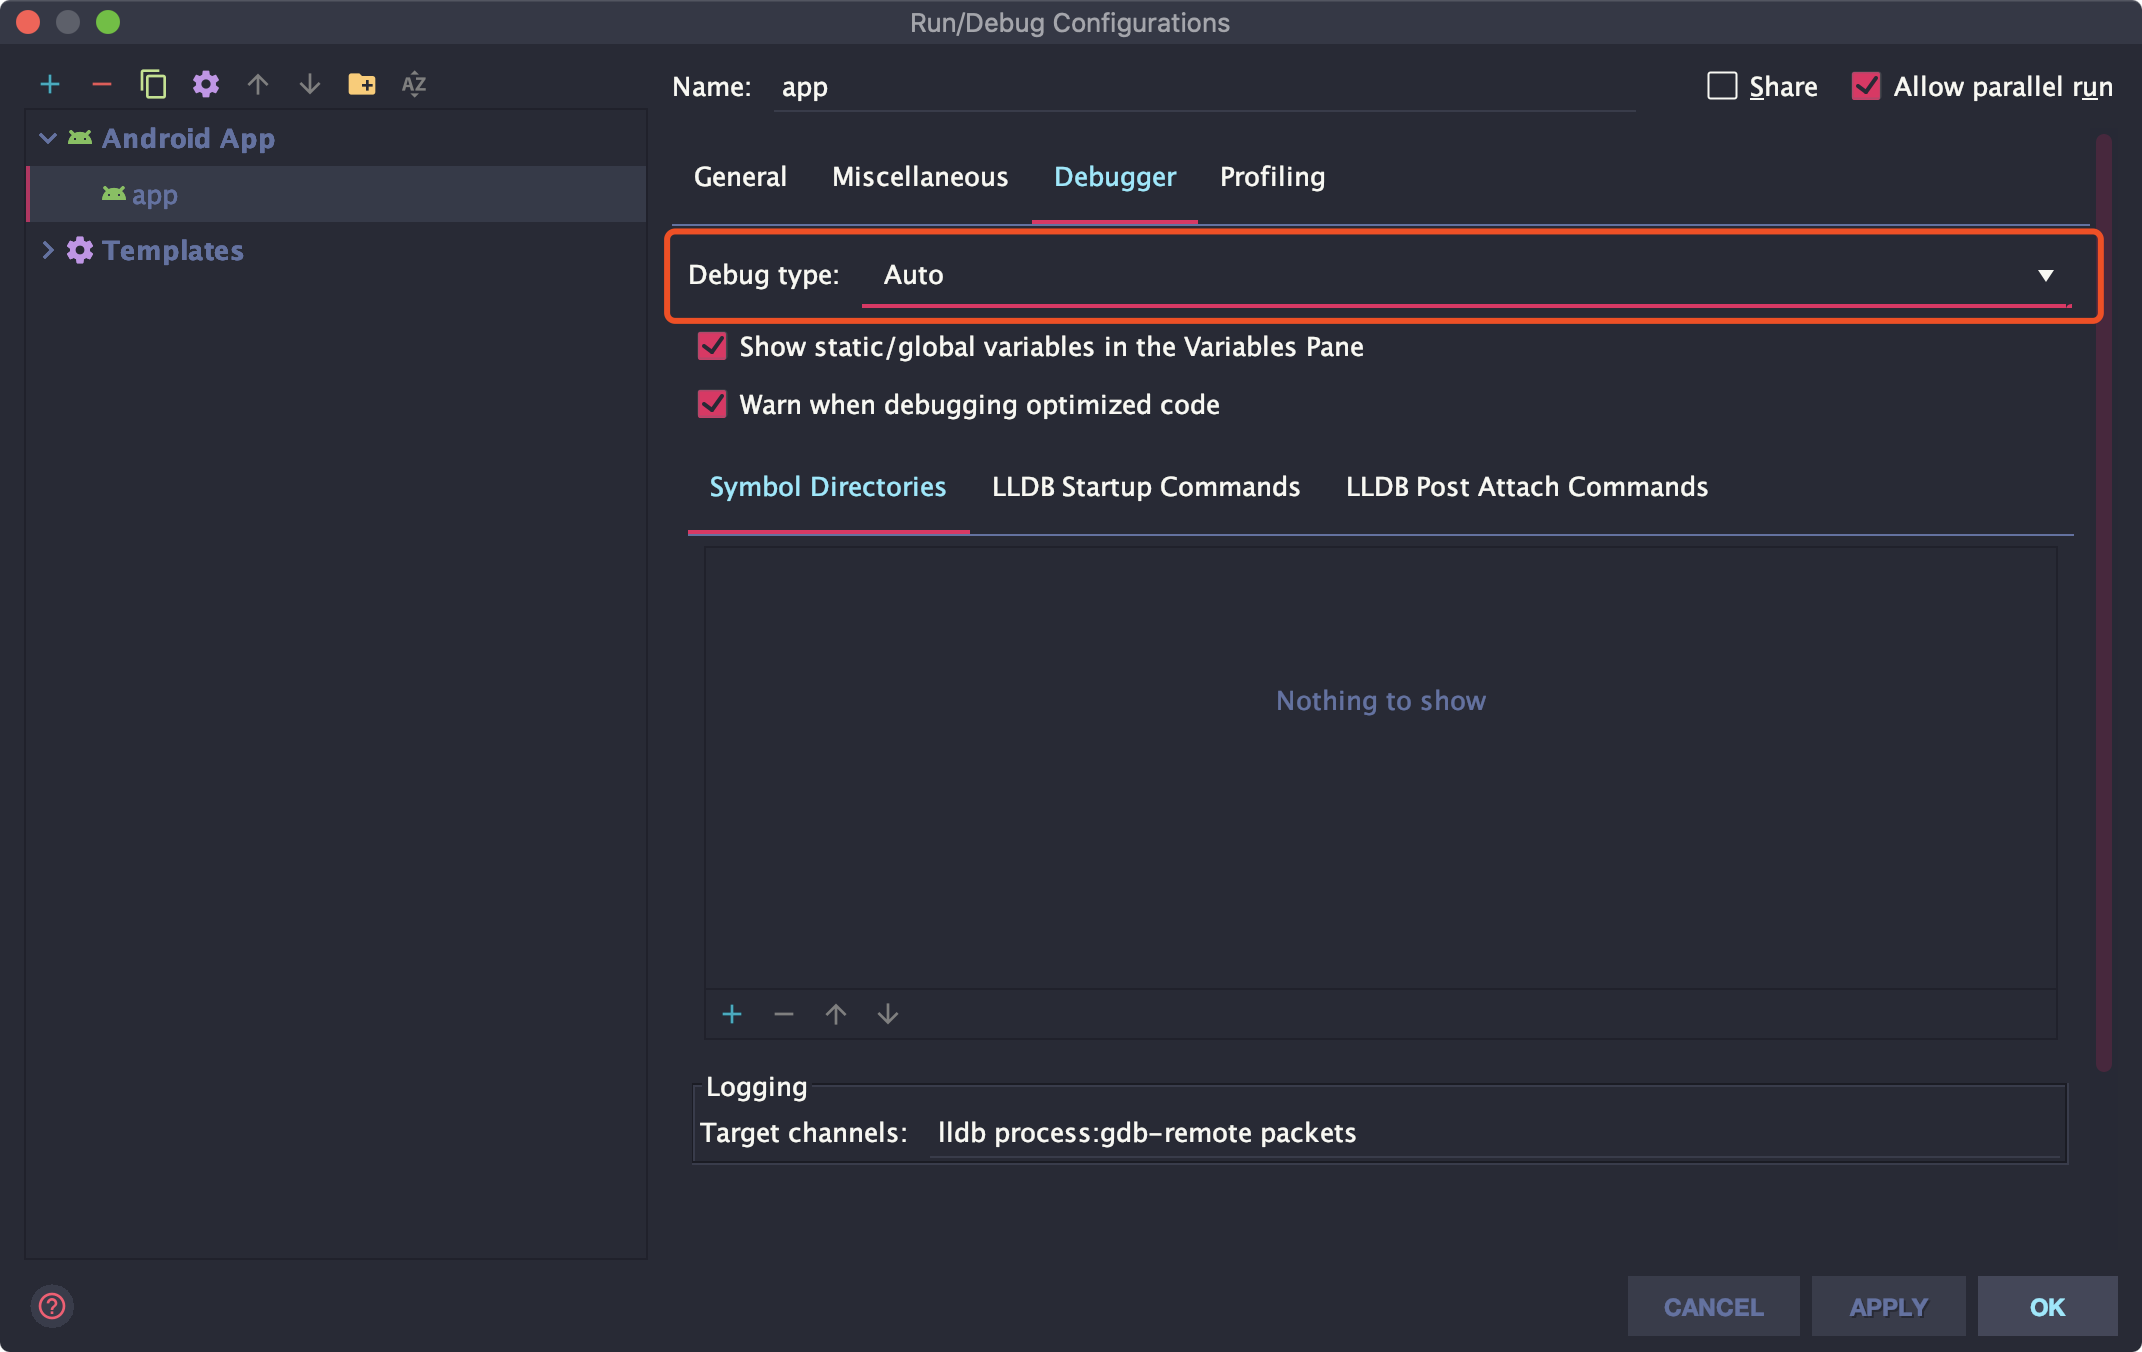 Run/Debug Configurations
Name: app
Share
Allow parallel run
Android App
app
Templates
General Miscellaneous Debugger Profiling
Debug type: Auto
Show static/global variables in the Variables Pane
Warn when debugging optimized code
Symbol Directories LLDB Startup Commands LLDB Post Attach Commands
Nothing to show
Logging
Target channels: lldb process:gdb-remote packets
CANCEL APPLY OK